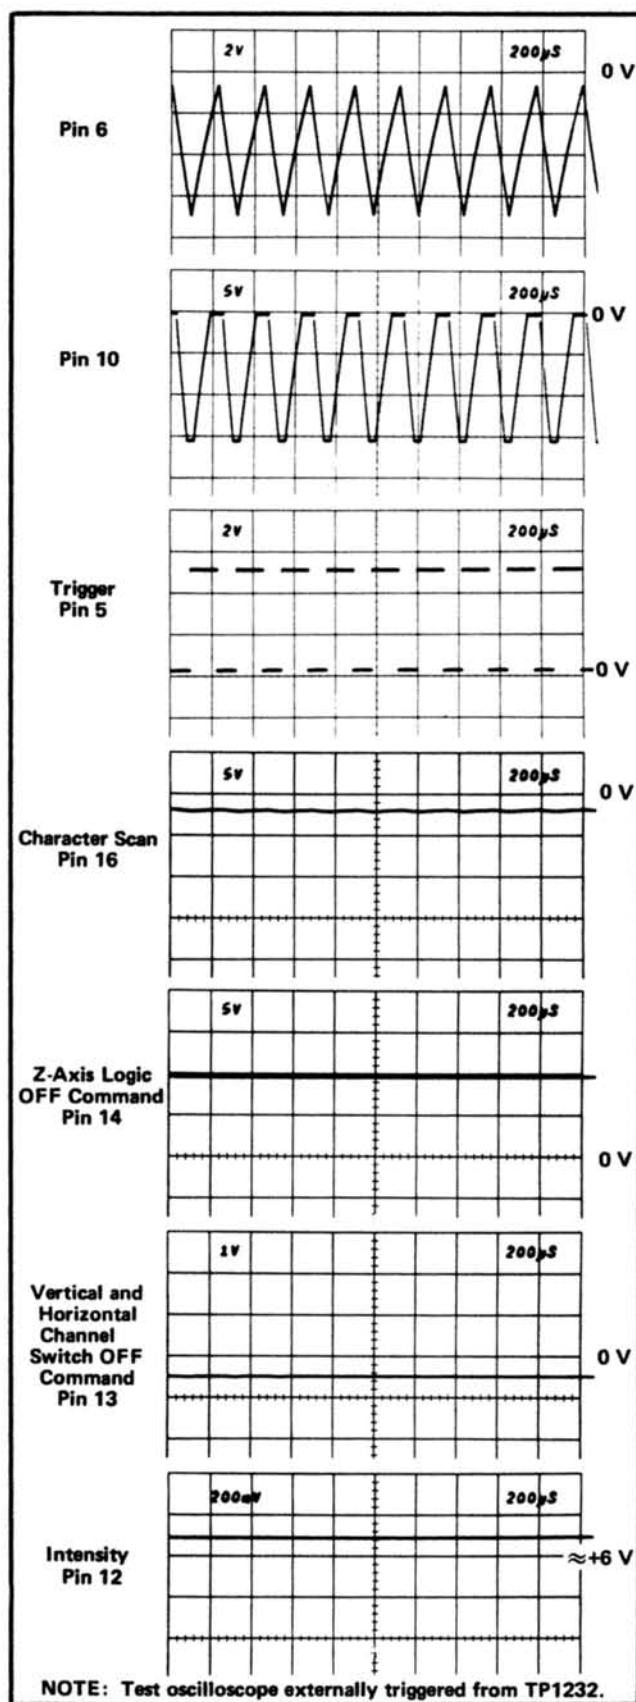 2V 200µS
0 V
Pin 6
5V 200µS
0 V
Pin 10
2V 200µS
Trigger
Pin 5
0 V
5V 200µS
0 V
Character Scan
Pin 16
5V 200µS
Z-Axis Logic
OFF Command
Pin 14
0 V
1V 200µS
Vertical and
Horizontal
Channel
Switch OFF
Command
Pin 13
0 V
200mV 200µS
Intensity
Pin 12
≈+6 V
NOTE: Test oscilloscope externally triggered from TP1232.